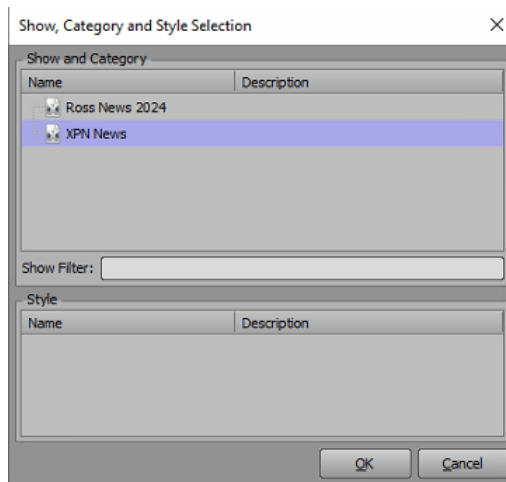 Show, Category and Style Selection
Show and Category
Name Description
Ross News 2024
XPN News
Show Filter:
Style
Name Description
OK Cancel